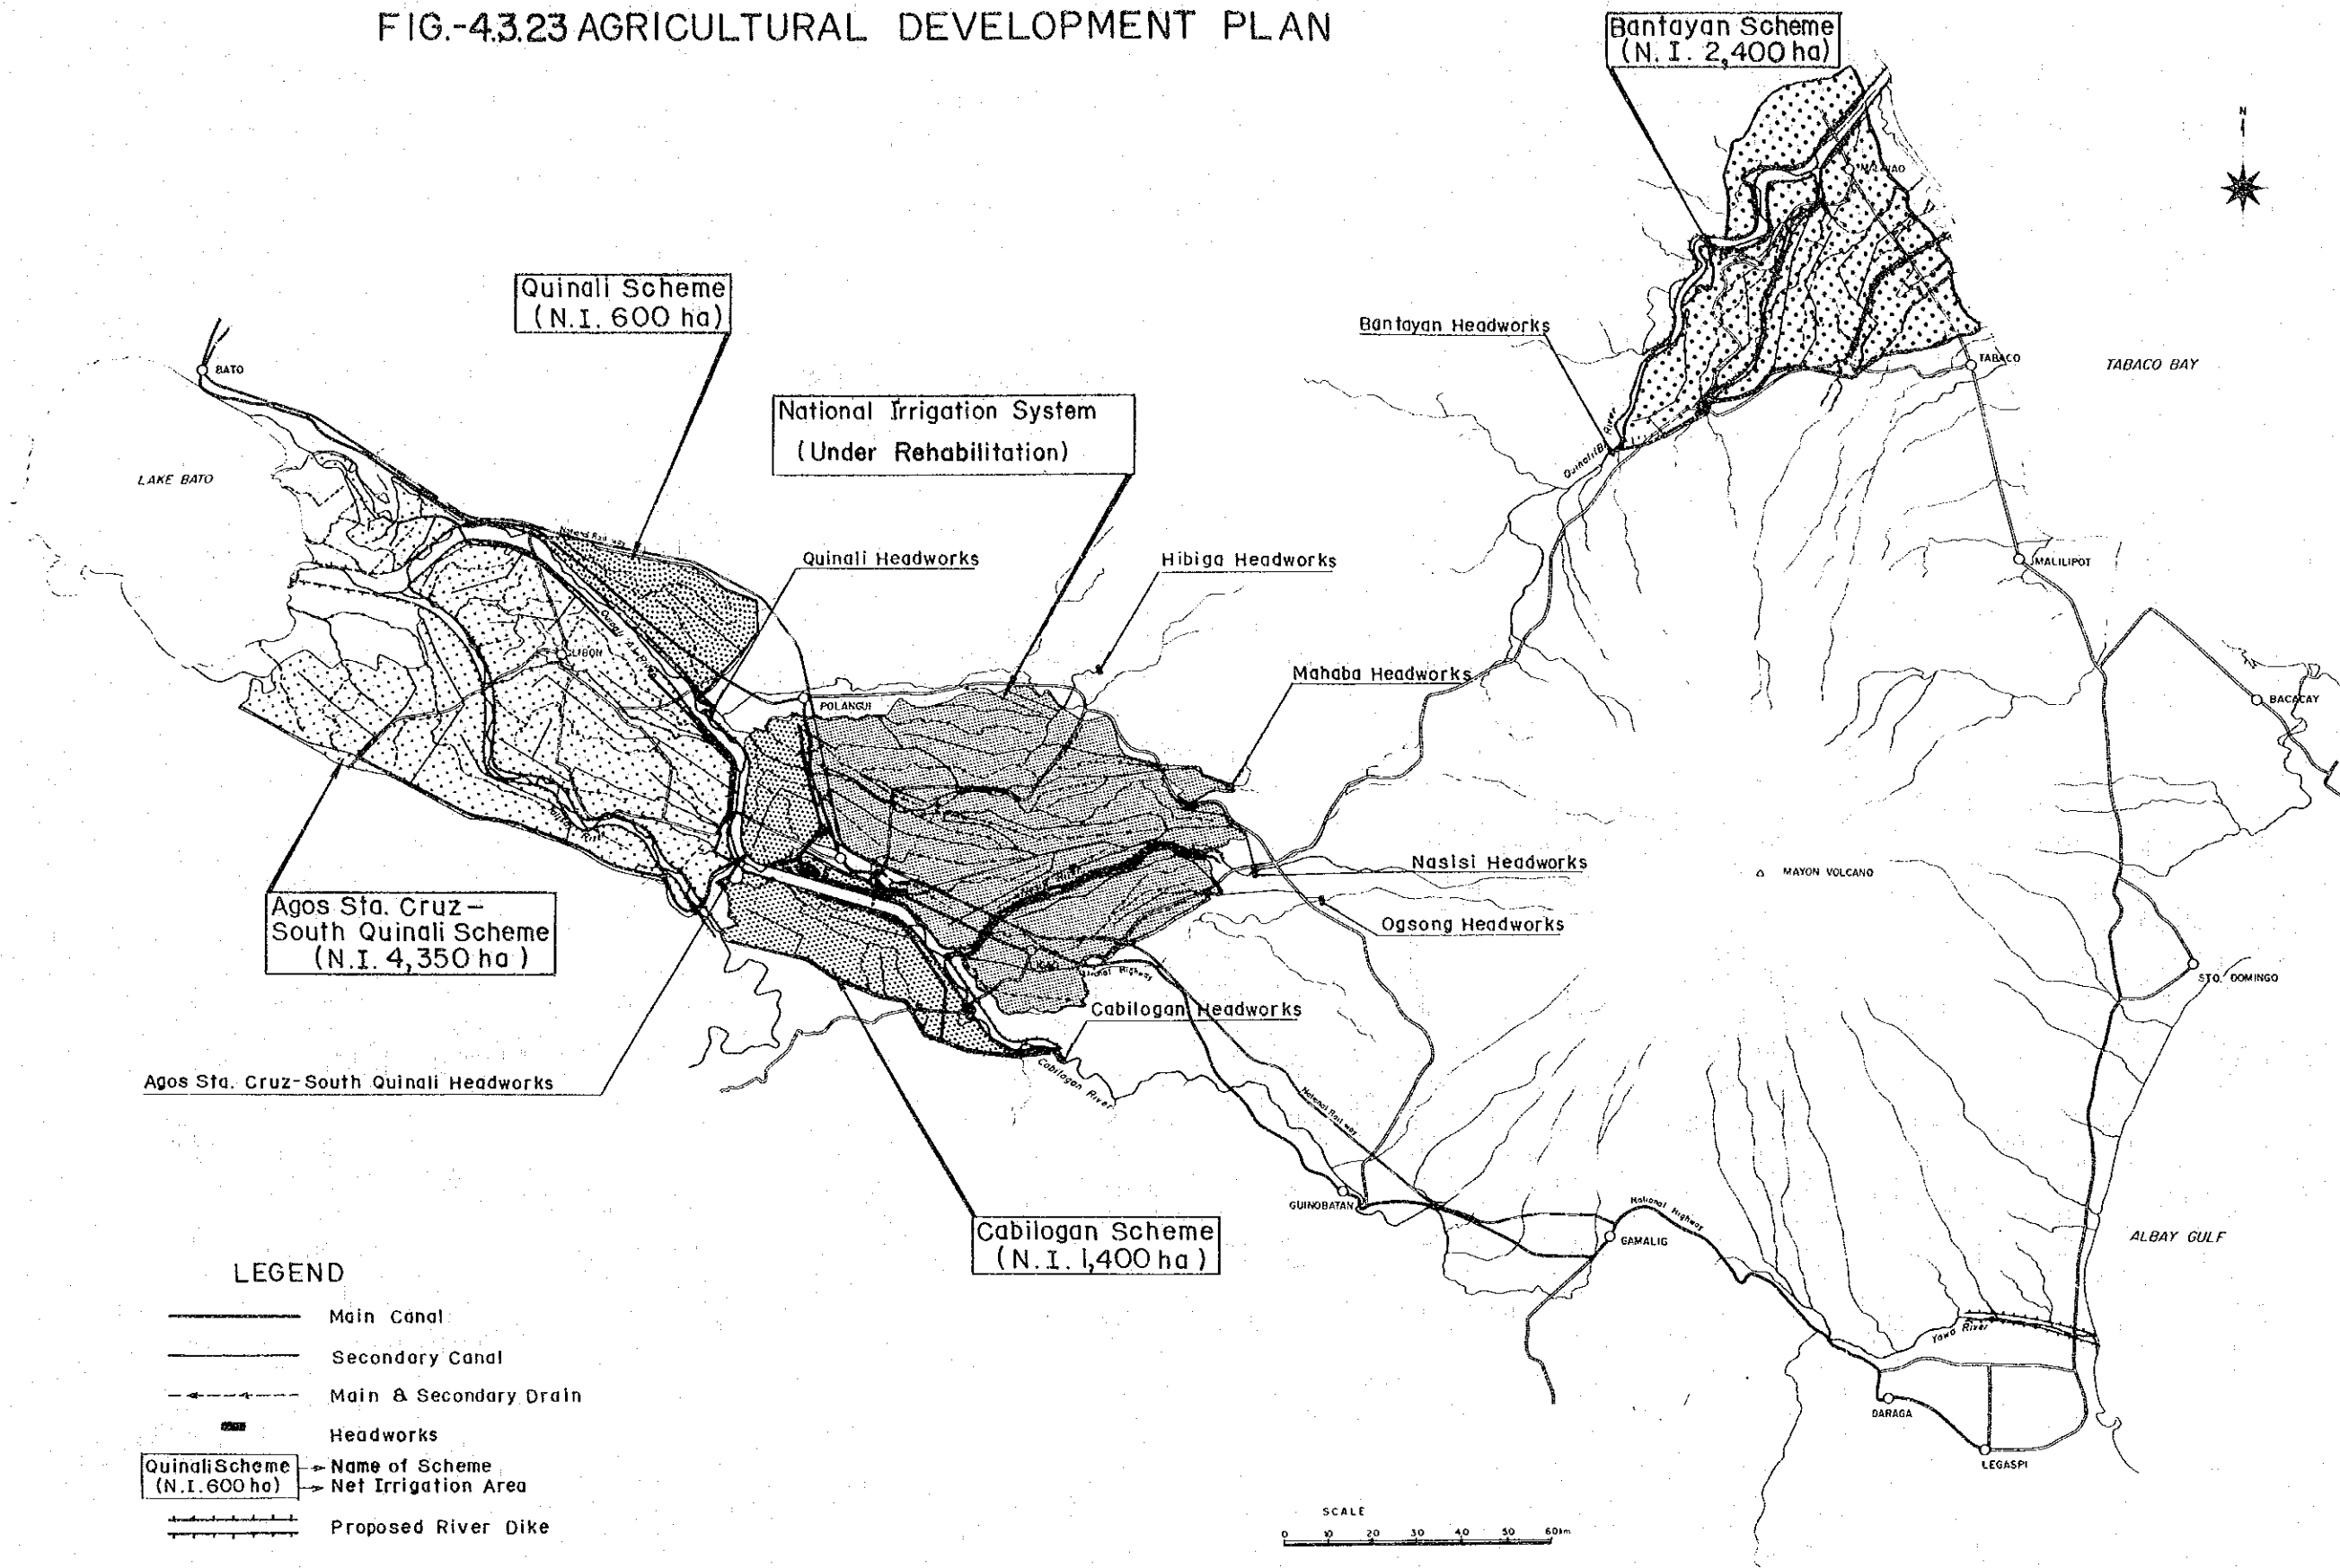 FIG.-4.3.23 AGRICULTURAL DEVELOPMENT PLAN
Bantayan Scheme
(N.I. 2,400 ha)
N
Quinali Scheme
(N.I. 600 ha)
Bantayan Headworks
TABACO
TABACO BAY
BATO
National Irrigation System
(Under Rehabilitation)
LAKE BATO
Quinali Headworks
Hibiga Headworks
MALILIPOT
LIBON
Mahaba Headworks
POLANGUI
BACACAY
Nasisi Headworks
MAYON VOLCANO
Agos Sta. Cruz-
South Quinali Scheme
(N.I. 4,350 ha)
Ogsong Headworks
STO. DOMINGO
Cabilogan Headworks
Agos Sta. Cruz-South Quinali Headworks
Cabilogan River
National Railway
GUINOBATAN
National Highway
Cabilogan Scheme
(N.I. 1,400 ha)
GAMALIG
ALBAY GULF
LEGEND
Main Canal
Secondary Canal
Main & Secondary Drain
Headworks
Quinali Scheme
(N.I. 600 ha)
Name of Scheme
Net Irrigation Area
Proposed River Dike
Yawa River
DARAGA
LEGASPI
SCALE
0 10 20 30 40 50 60km